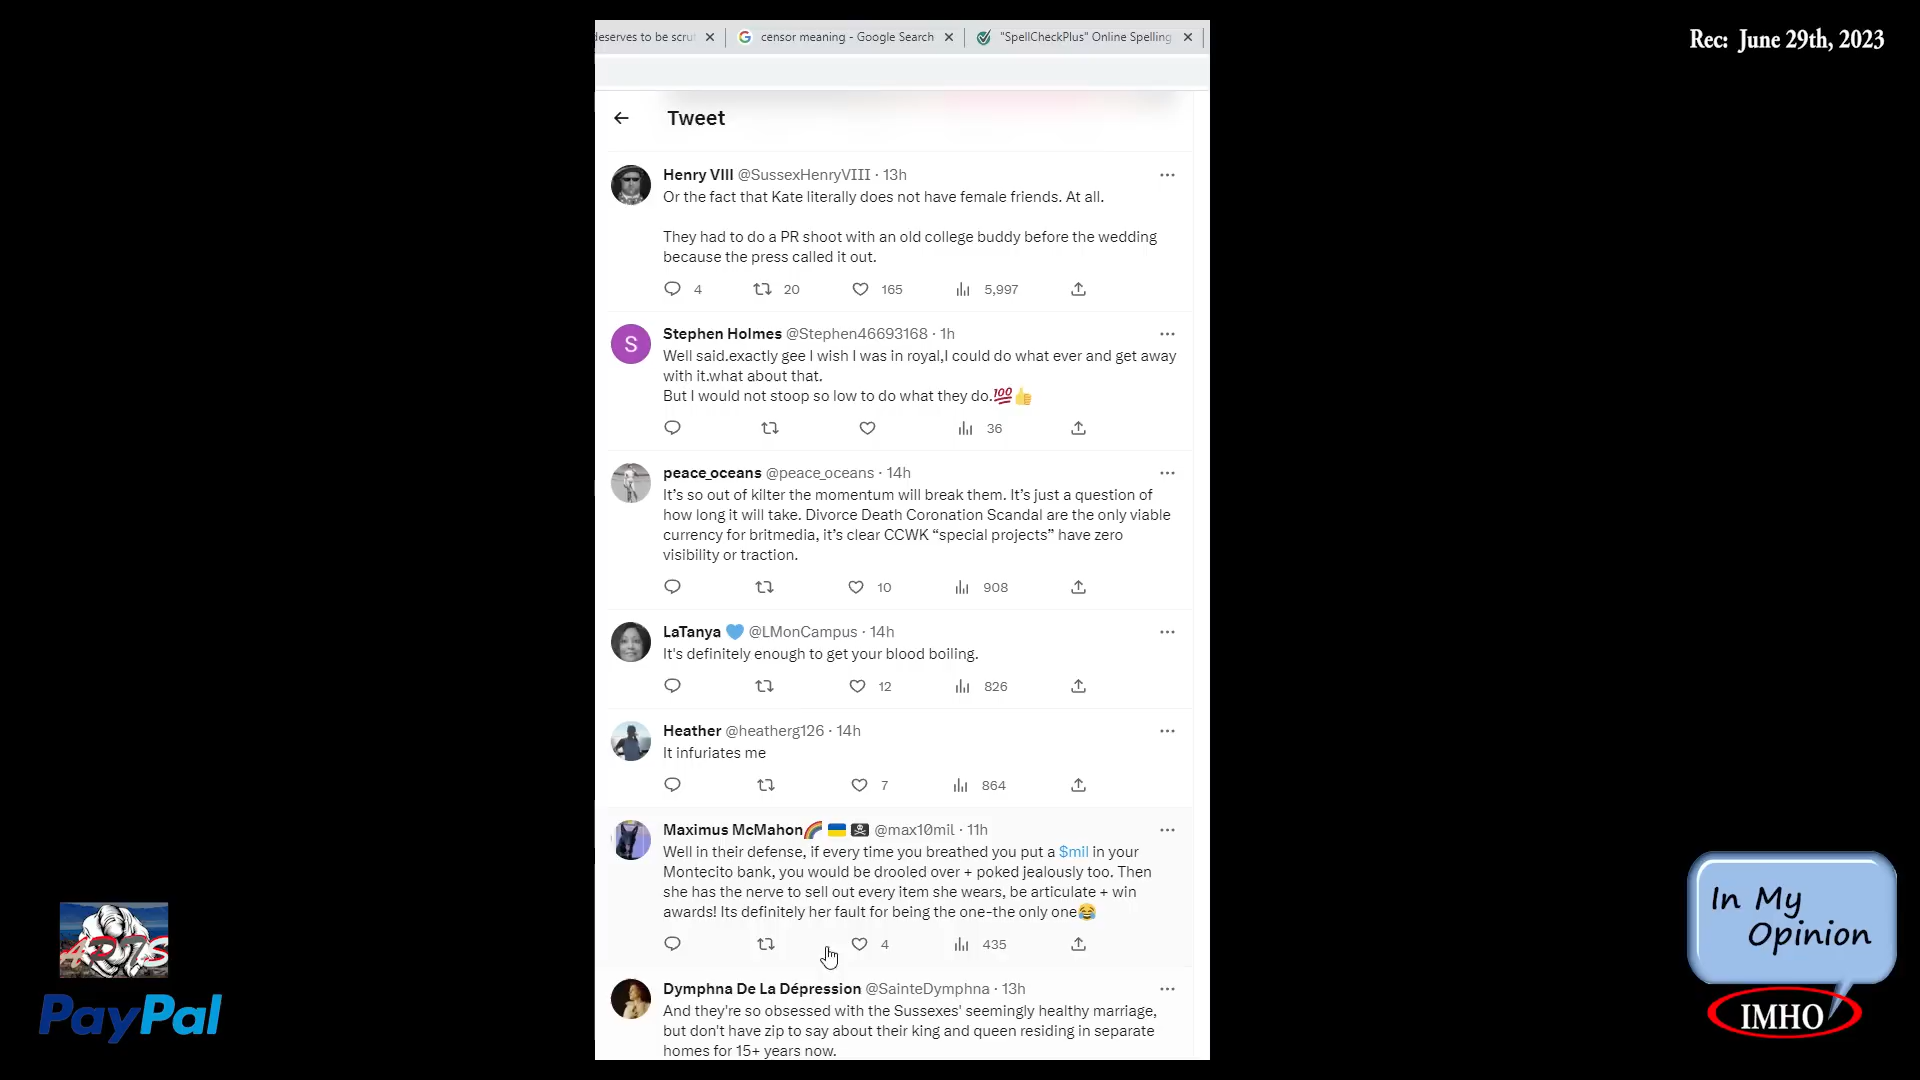 deserves to be scru
censor meaning - Google Search
"SpellCheckPlus" Online Spelling
Rec: June 29th, 2023
Tweet
Henry VIII @SussexHenryVIII · 13h
Or the fact that Kate literally does not have female friends. At all.
They had to do a PR shoot with an old college buddy before the wedding
because the press called it out.
4 20 165 5,997
Stephen Holmes @Stephen46693168 · 1h
S
Well said.exactly gee I wish I was in royal,I could do what ever and get away
with it.what about that.
But I would not stoop so low to do what they do.💯👍
36
peace_oceans @peace_oceans · 14h
It’s so out of kilter the momentum will break them. It’s just a question of
how long it will take. Divorce Death Coronation Scandal are the only viable
currency for britmedia, it’s clear CCWK “special projects” have zero
visibility or traction.
10 908
LaTanya 💙 @LMonCampus · 14h
It's definitely enough to get your blood boiling.
12 826
Heather @heatherg126 · 14h
It infuriates me
7 864
Maximus McMahon🌈 🇺🇦 🏴‍☠️ @max10mil · 11h
Well in their defense, if every time you breathed you put a $mil in your
Montecito bank, you would be drooled over + poked jealously too. Then
she has the nerve to sell out every item she wears, be articulate + win
awards! Its definitely her fault for being the one-the only one😂
4 435
Dymphna De La Dépression @SainteDymphna · 13h
And they're so obsessed with the Sussexes' seemingly healthy marriage,
but don't have zip to say about their king and queen residing in separate
homes for 15+ years now.
PayPal
In My
Opinion
IMHO